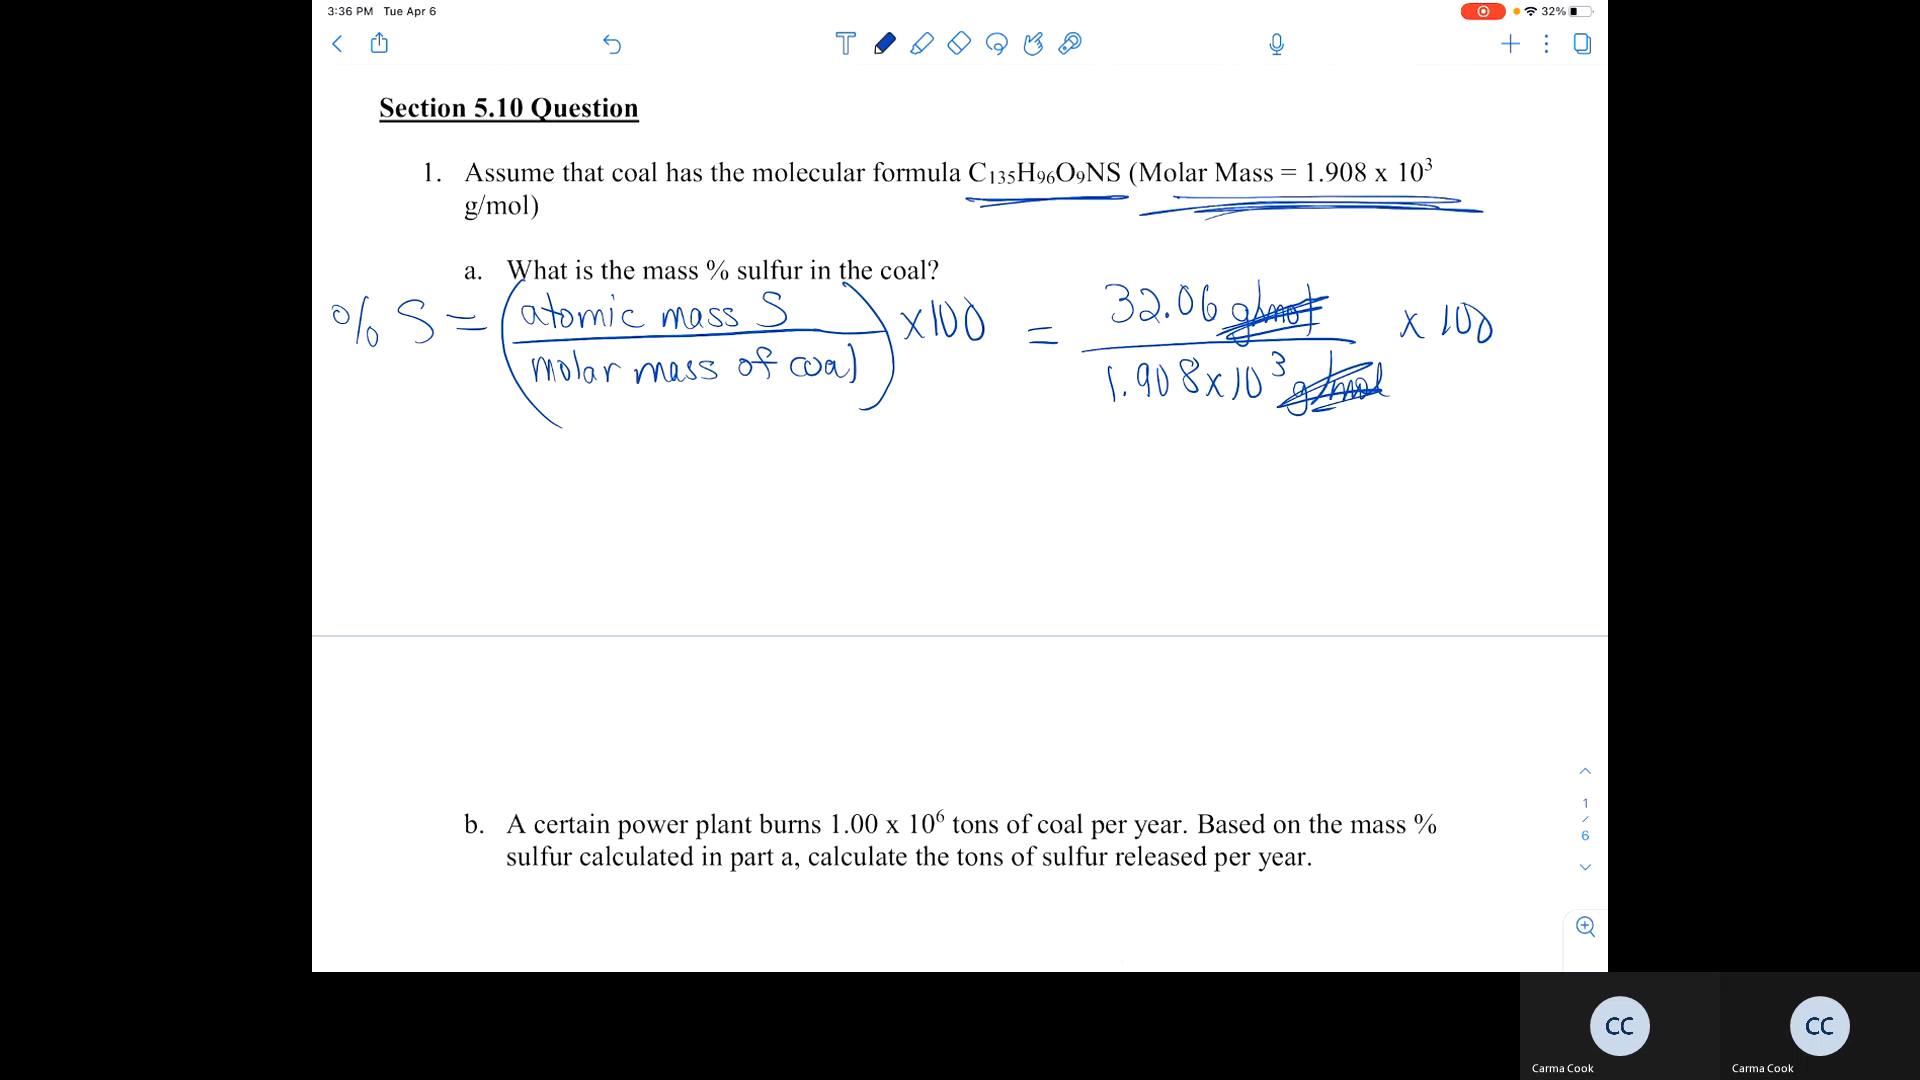 3:36 PM Tue Apr 6
32%
Section 5.10 Question
1. Assume that coal has the molecular formula C₁₃₅H₉₆O₉NS (Molar Mass = 1.908 x 10³
g/mol)
a. What is the mass % sulfur in the coal?
% S = (atomic mass S / molar mass of coal) x100 = 32.06 g/mol / 1.908x10³ g/mol x 100
b. A certain power plant burns 1.00 x 10⁶ tons of coal per year. Based on the mass %
sulfur calculated in part a, calculate the tons of sulfur released per year.
1
/
6
CC
Carma Cook
CC
Carma Cook